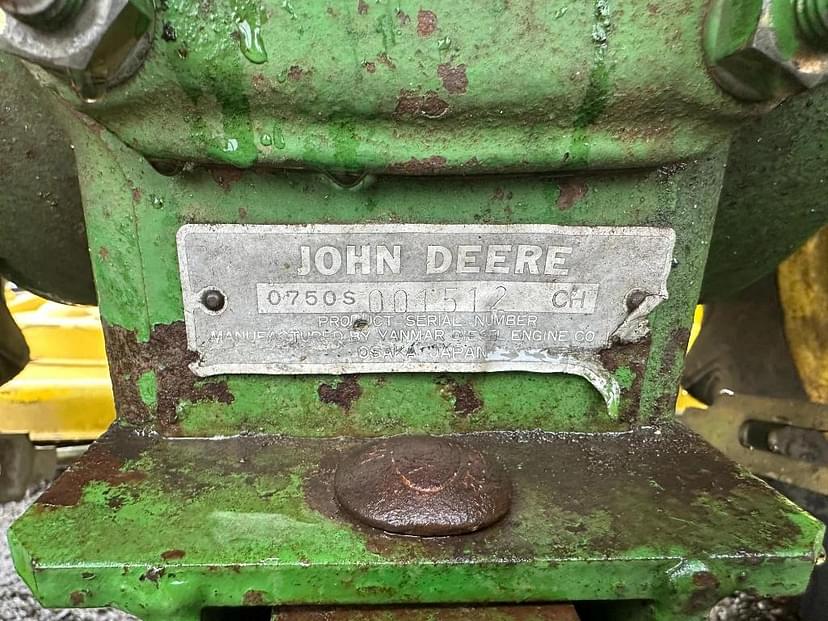 JOHN DEERE
0750S 001512 CH
PRODUCT SERIAL NUMBER
MANUFACTURED BY YANMAR DIESEL ENGINE CO
OSAKA JAPAN